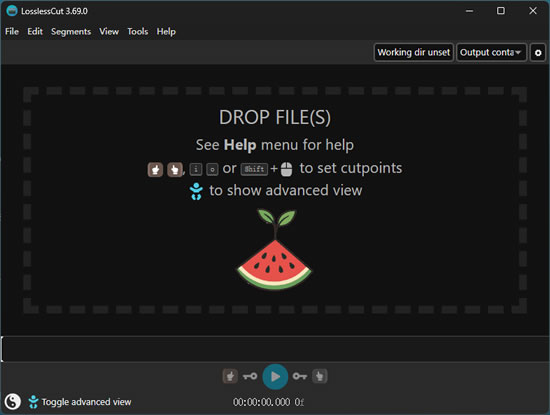 LosslessCut 3.69.0
File Edit Segments View Tools Help
Working dir unset Output conta
DROP FILE(S)
See Help menu for help
, i o or Shift + to set cutpoints
to show advanced view
Toggle advanced view 00:00:00.000 0f